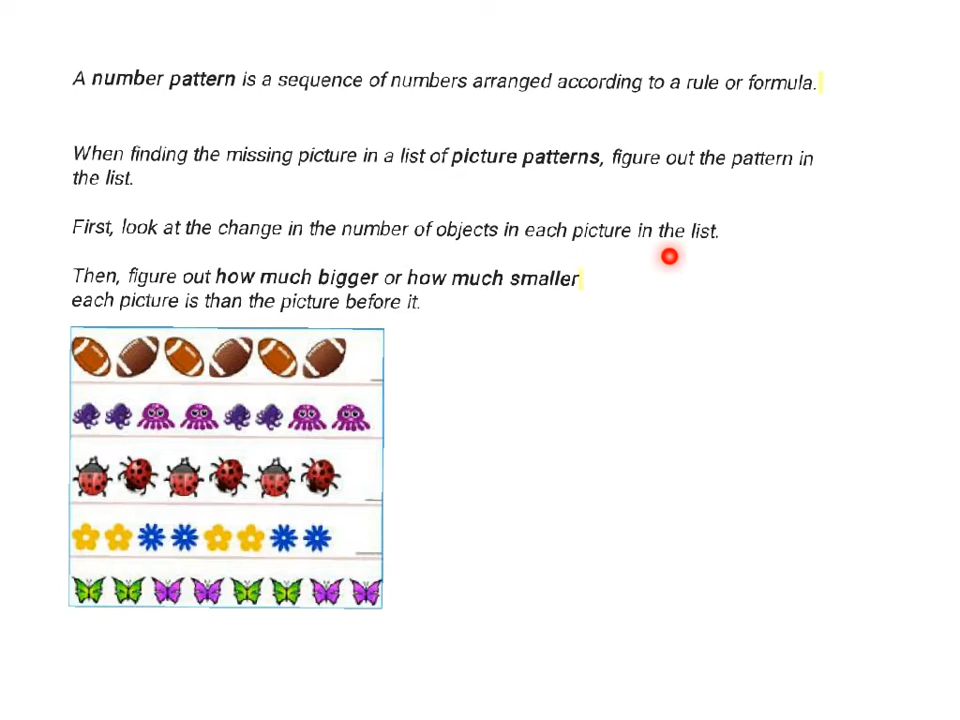 A number pattern is a sequence of numbers arranged according to a rule or formula.
When finding the missing picture in a list of picture patterns, figure out the pattern in
the list.
First, look at the change in the number of objects in each picture in the list.
Then, figure out how much bigger or how much smaller
each picture is than the picture before it.